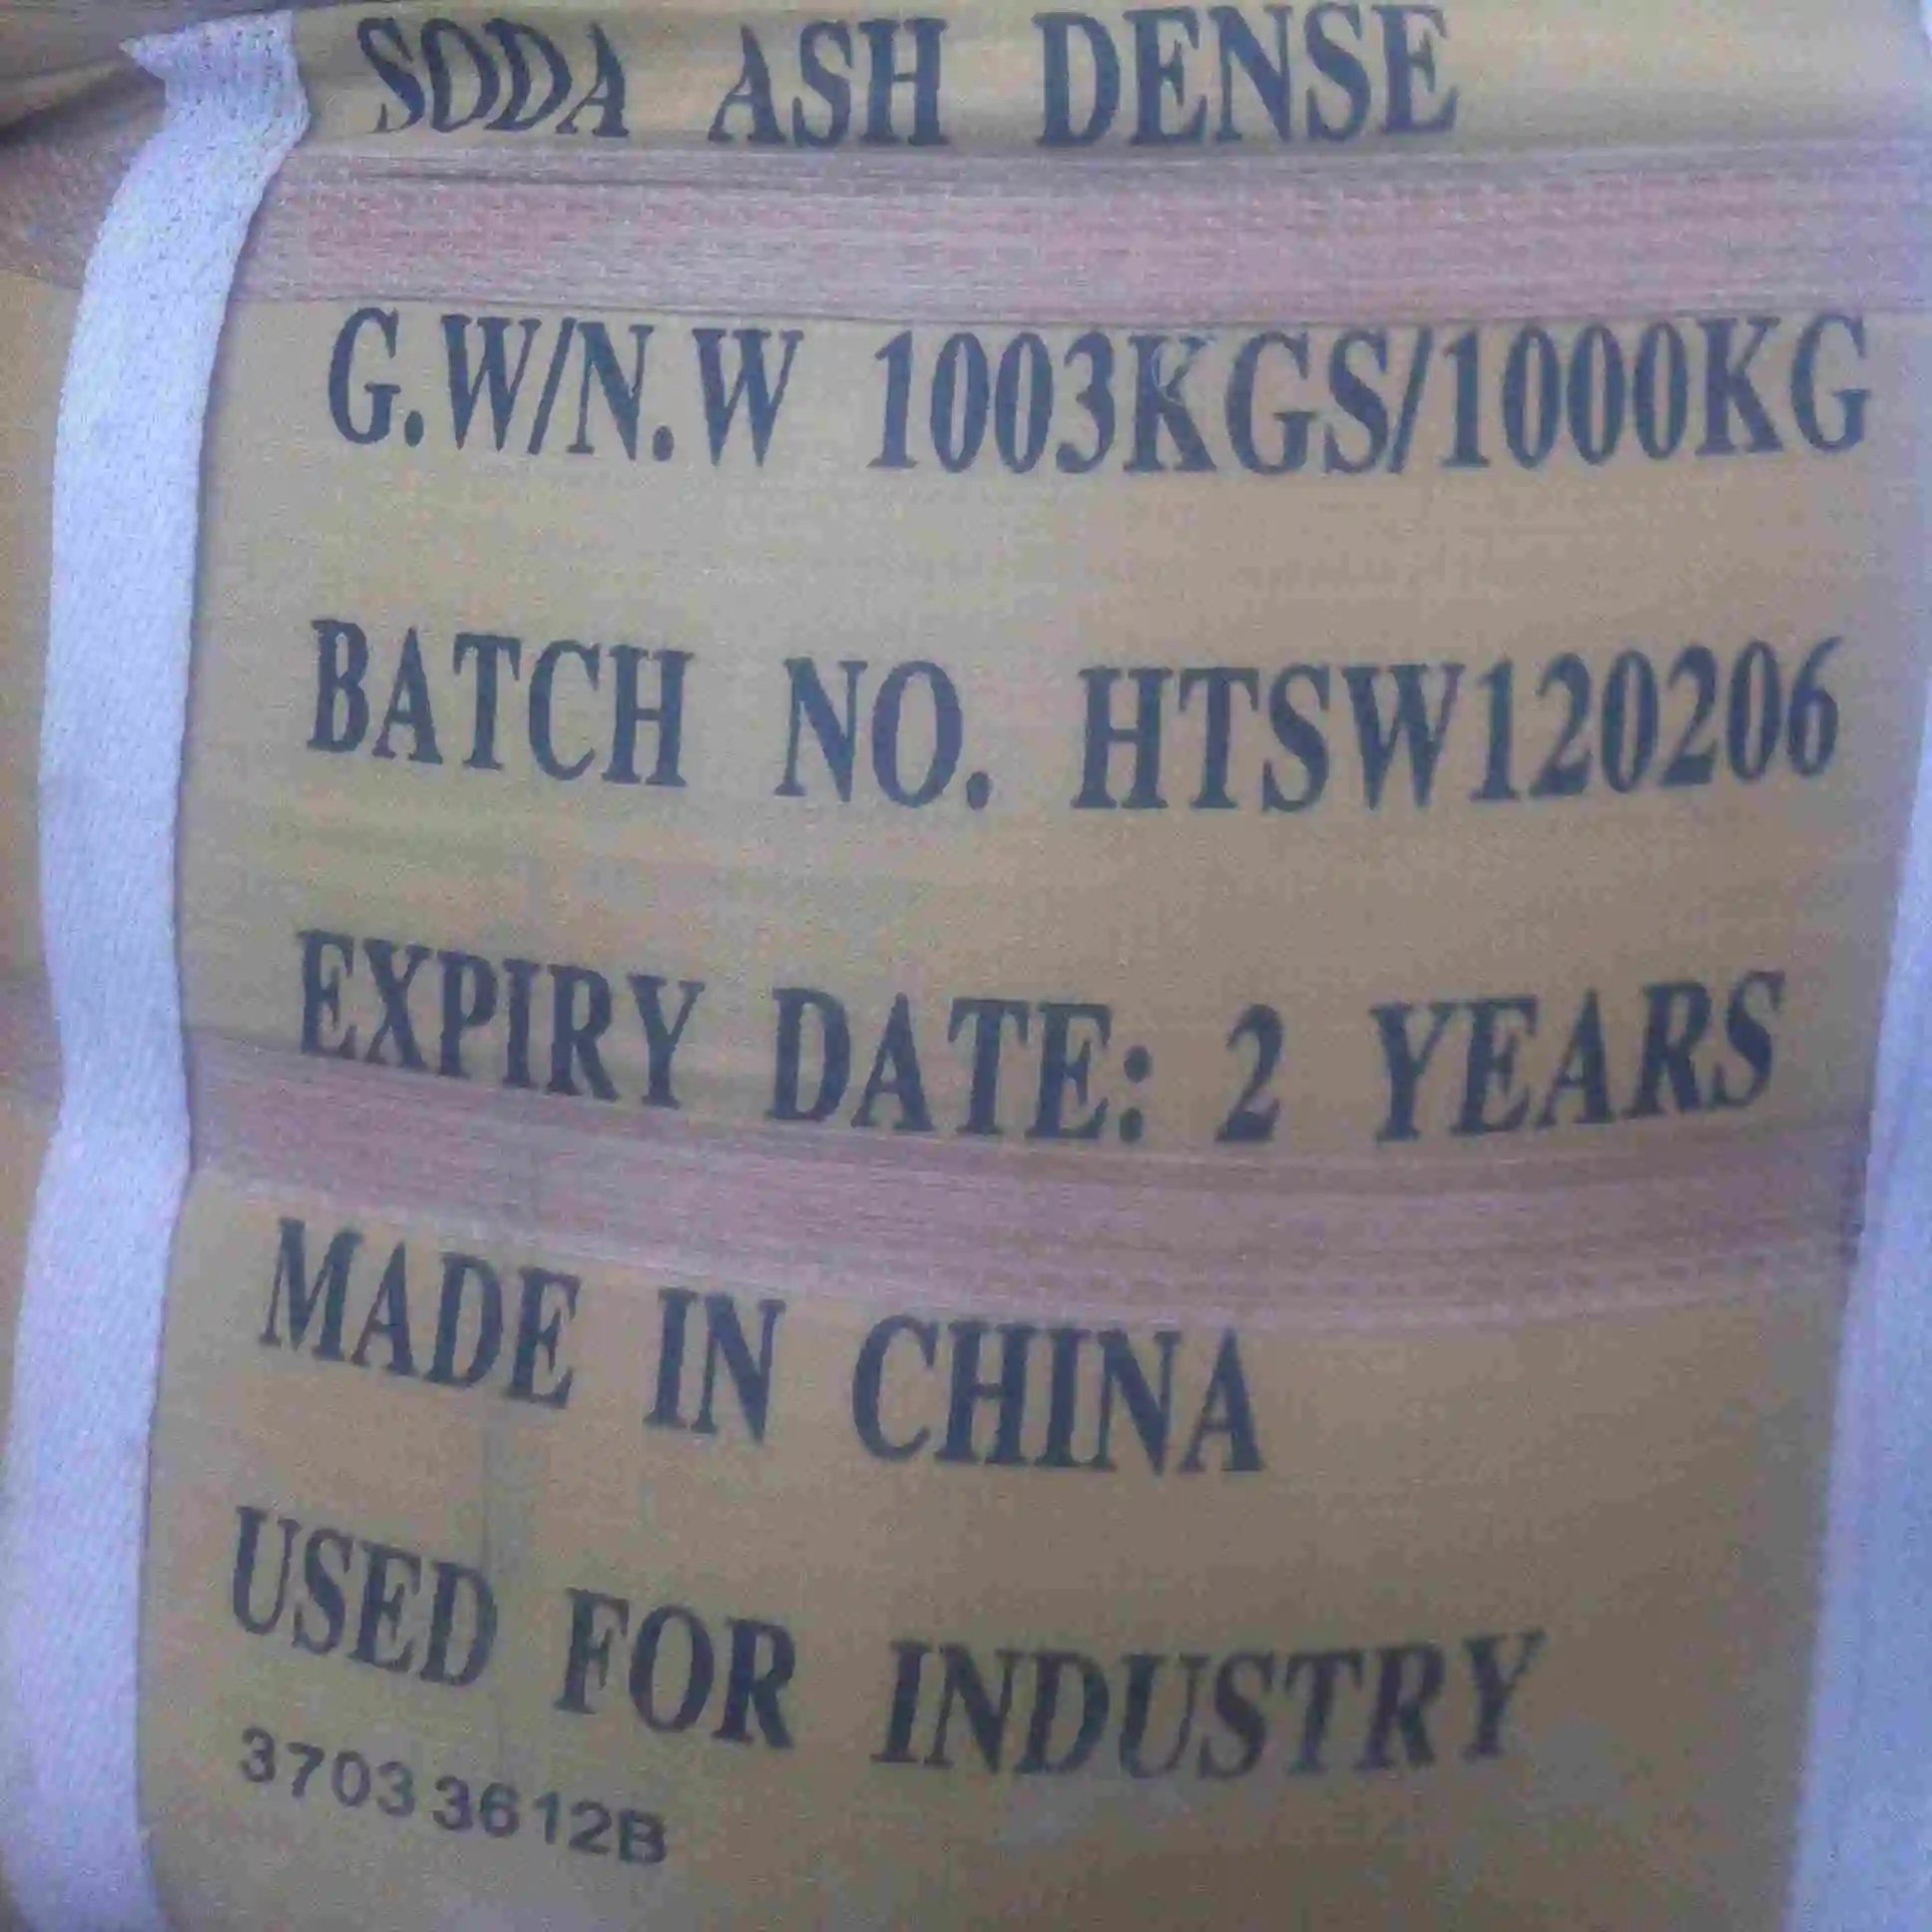 SODA ASH DENSE
G.W/N.W 1003KGS/1000KG
BATCH NO. HTSW120206
EXPIRY DATE: 2 YEARS
MADE IN CHINA
USED FOR INDUSTRY
37033612B